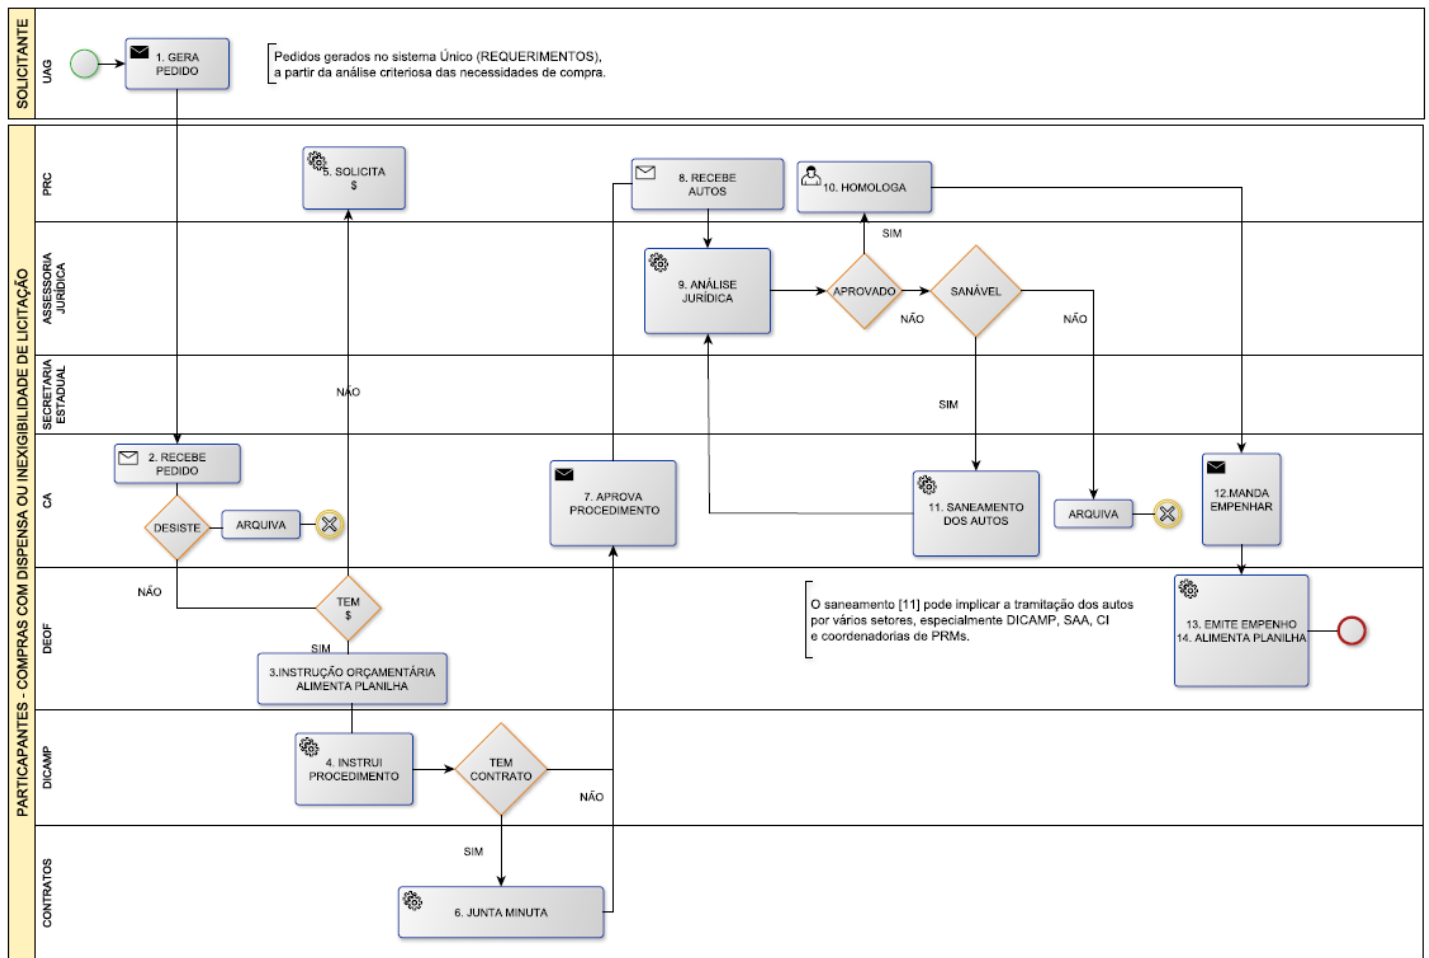 SOLICITANTE
UAG
1. GERA
PEDIDO
Pedidos gerados no sistema Único (REQUERIMENTOS),
a partir da análise criteriosa das necessidades de compra.
PARTICAPANTES - COMPRAS COM DISPENSA OU INEXIGIBILIDADE DE LICITAÇÃO
PRC
5. SOLICITA
$
8. RECEBE
AUTOS
10. HOMOLOGA
SIM
ASSESSORIA
JURÍDICA
9. ANÁLISE
JURÍDICA
APROVADO
NÃO
SANÁVEL
NÃO
SECRETARIA
ESTADUAL
NÃO
SIM
CA
2. RECEBE
PEDIDO
DESISTE
ARQUIVA
7. APROVA
PROCEDIMENTO
11. SANEAMENTO
DOS AUTOS
ARQUIVA
12.MANDA
EMPENHAR
DEOF
NÃO
TEM
$
SIM
3.INSTRUÇÃO ORÇAMENTÁRIA
ALIMENTA PLANILHA
O saneamento [11] pode implicar a tramitação dos autos
por vários setores, especialmente DICAMP, SAA, CI
e coordenadorias de PRMs.
13. EMITE EMPENHO
14. ALIMENTA PLANILHA
DICAMP
4. INSTRUI
PROCEDIMENTO
TEM
CONTRATO
NÃO
CONTRATOS
SIM
6. JUNTA MINUTA